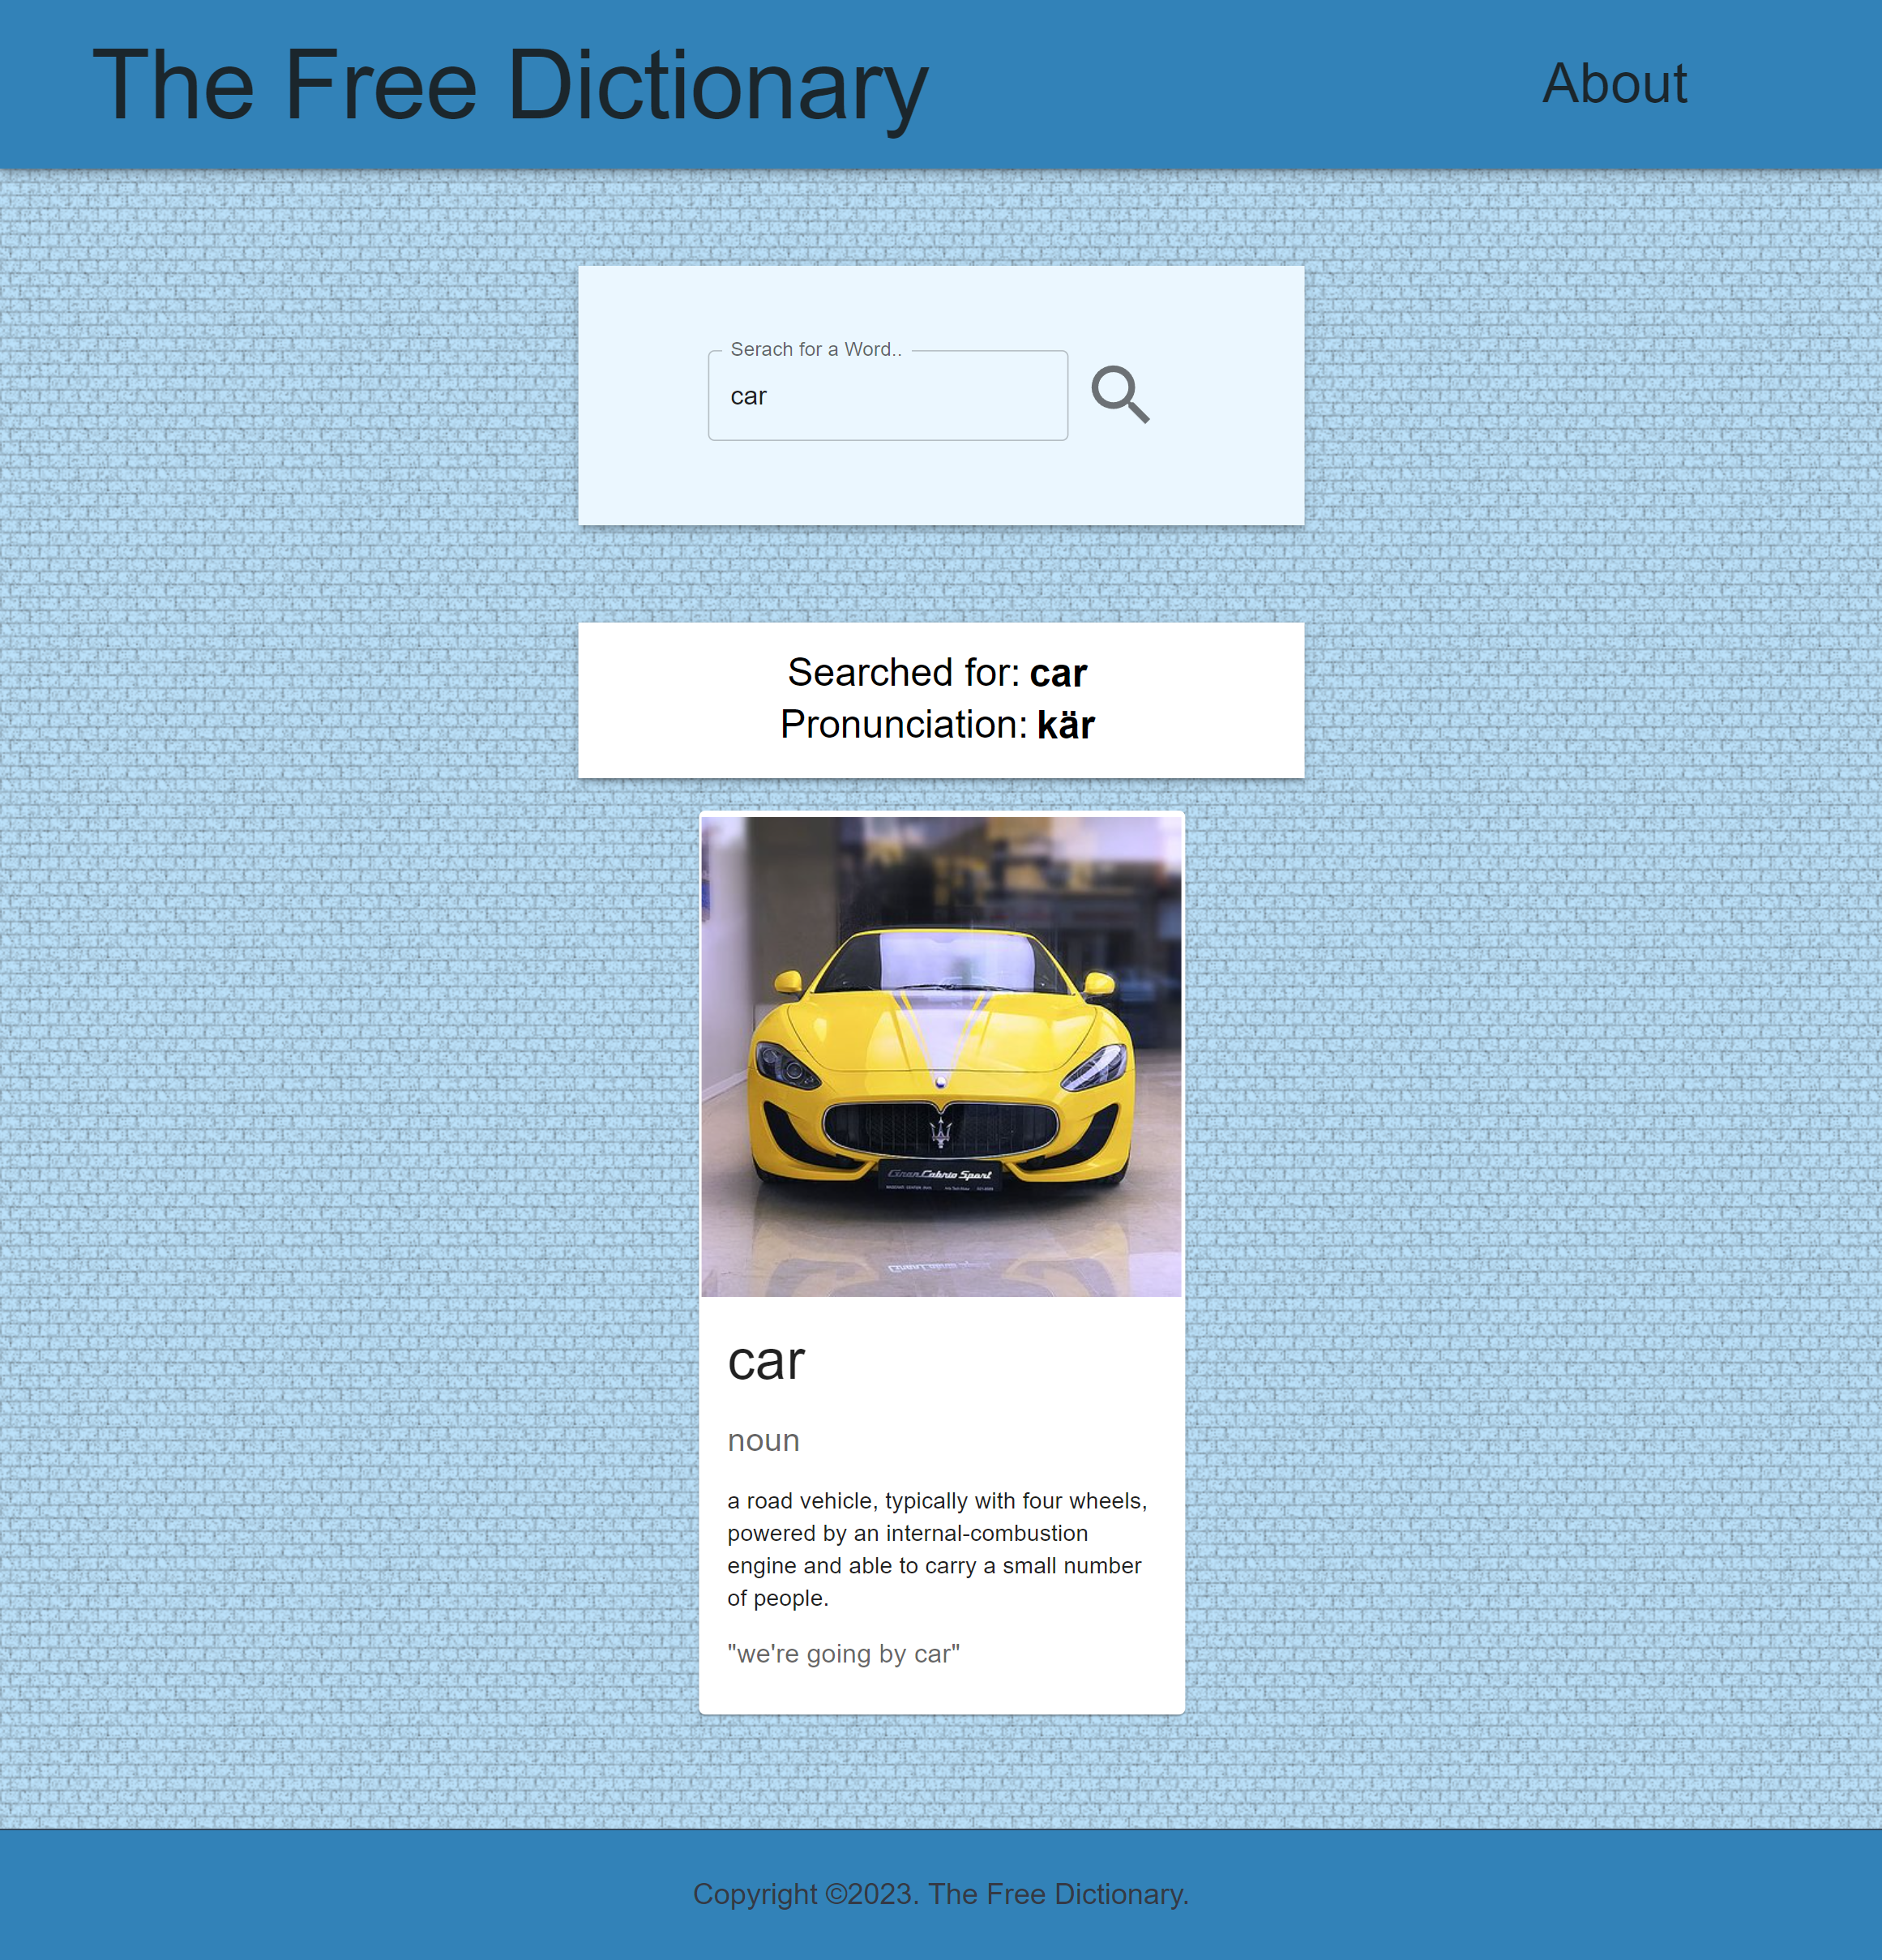 The Free Dictionary
About
Serach for a Word..
car
Searched for: car
Pronunciation: kär
GranCabrio Sport
car
noun
a road vehicle, typically with four wheels,
powered by an internal-combustion
engine and able to carry a small number
of people.
"we're going by car"
Copyright ©2023. The Free Dictionary.